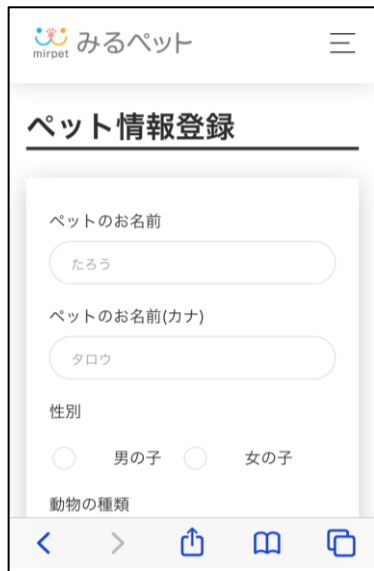 mirpet みるペット
ペット情報登録
ペットのお名前
たろう
ペットのお名前(カナ)
タロウ
性別
男の子 女の子
動物の種類